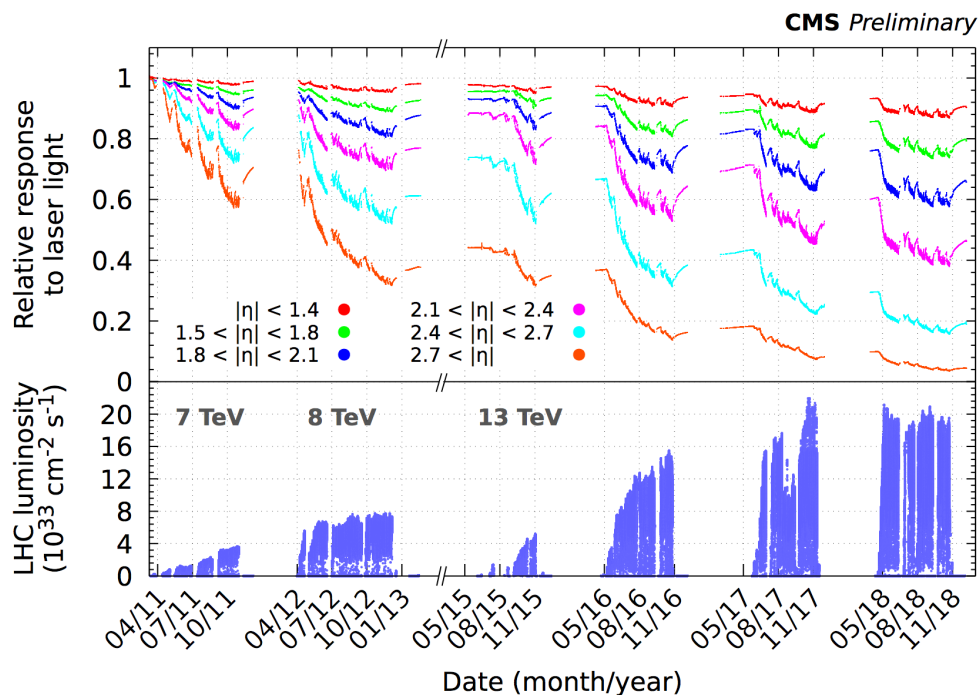 CMS Preliminary
Relative response
to laser light
1
0.8
0.6
0.4
0.2
0
|η| < 1.4
1.5 < |η| < 1.8
1.8 < |η| < 2.1
2.1 < |η| < 2.4
2.4 < |η| < 2.7
2.7 < |η|
LHC luminosity
(10³³ cm⁻² s⁻¹)
20
16
12
8
4
0
7 TeV 8 TeV 13 TeV
04/11 07/11 10/11 04/12 07/12 10/12 01/13 05/15 08/15 11/15 05/16 08/16 11/16 05/17 08/17 11/17 05/18 08/18 11/18
Date (month/year)